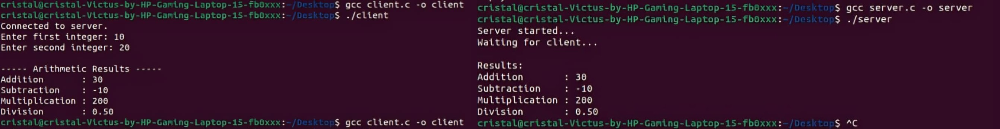 cristal@cristal-Victus-by-HP-Gaming-Laptop-15-fb0xxx:~/Desktop$ gcc client.c -o client
cristal@cristal-Victus-by-HP-Gaming-Laptop-15-fb0xxx:~/Desktop$ ./client
Connected to server.
Enter first integer: 10
Enter second integer: 20
----- Arithmetic Results -----
Addition       : 30
Subtraction    : -10
Multiplication : 200
Division       : 0.50
cristal@cristal-Victus-by-HP-Gaming-Laptop-15-fb0xxx:~/Desktop$ gcc client.c -o client
cristal@cristal-Victus-by-HP-Gaming-Laptop-15-fb0xxx:~/Desktop$ gcc server.c -o server
cristal@cristal-Victus-by-HP-Gaming-Laptop-15-fb0xxx:~/Desktop$ ./server
Server started...
Waiting for client...
Results:
Addition       : 30
Subtraction    : -10
Multiplication : 200
Division       : 0.50
cristal@cristal-Victus-by-HP-Gaming-Laptop-15-fb0xxx:~/Desktop$ ^C